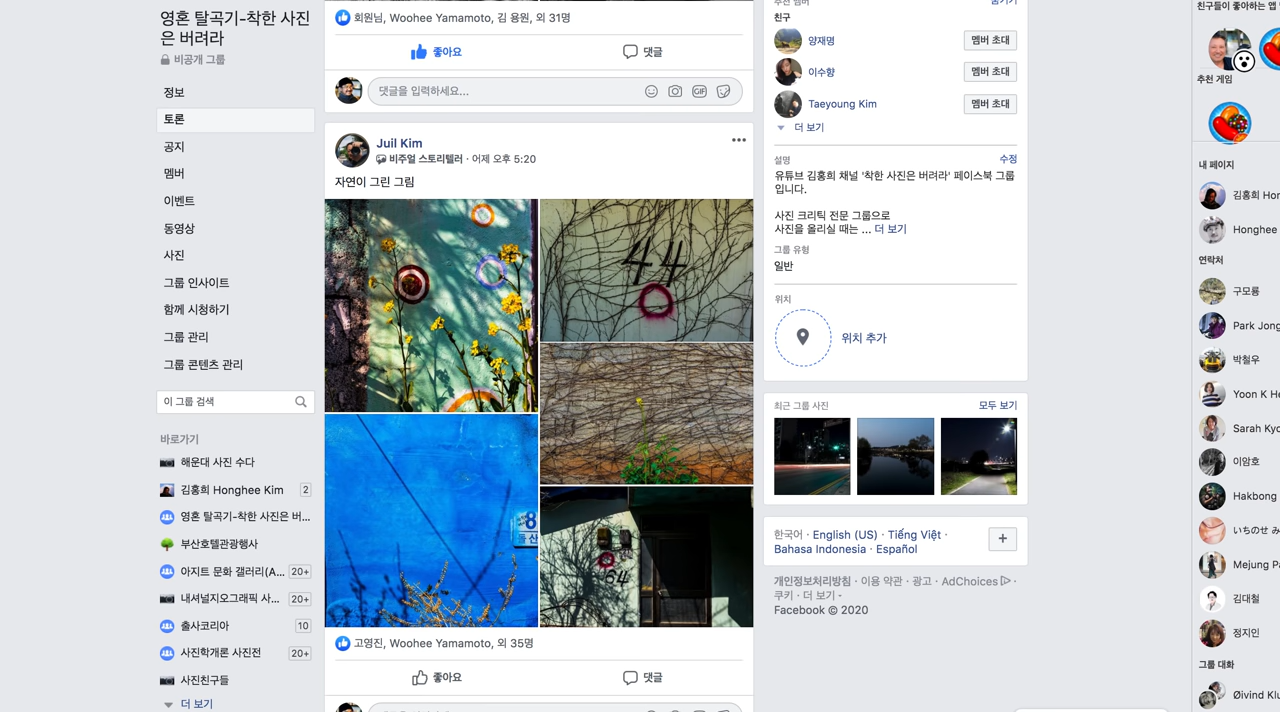 영혼 탈곡기-착한 사진
은 버려라
비공개 그룹
정보
토론
공지
멤버
이벤트
동영상
사진
그룹 인사이트
함께 시청하기
그룹 관리
그룹 콘텐츠 관리
이 그룹 검색
바로가기
해운대 사진 수다
김홍희 Honghee Kim 2
영혼 탈곡기-착한 사진은 버...
부산호텔관광행사
아지트 문화 갤러리(A... 20+
내셔널지오그래픽 사... 20+
출사코리아 10
사진학개론 사진전 20+
사진친구들
더 보기
회원님, Woohee Yamamoto, 김 용원, 외 31명
좋아요 댓글
댓글을 입력하세요...
GIF
Juil Kim
비주얼 스토리텔러 · 어제 오후 5:20
자연이 그린 그림
44
8
돌산
64
고영진, Woohee Yamamoto, 외 35명
좋아요 댓글
추천 멤버 숨기기
친구
양재명 멤버 초대
이수향 멤버 초대
Taeyoung Kim 멤버 초대
더 보기
설명 수정
유튜브 김홍희 채널 '착한 사진은 버려라' 페이스북 그룹
입니다.
사진 크리틱 전문 그룹으로
사진을 올리실 때는 ... 더 보기
그룹 유형
일반
위치
위치 추가
최근 그룹 사진 모두 보기
한국어 · English (US) · Tiếng Việt ·
Bahasa Indonesia · Español
+
개인정보처리방침 · 이용 약관 · 광고 · AdChoices ·
쿠키 · 더 보기
Facebook © 2020
친구들이 좋아하는 앱
추천 게임
내 페이지
김홍희 Hon
Honghee
연락처
구모룡
Park Jong
박철우
Yoon K He
Sarah Kyo
이암호
Hakbong
いちのせ み
Mejung Pa
김대철
정지인
그룹 대화
Øivind Klu